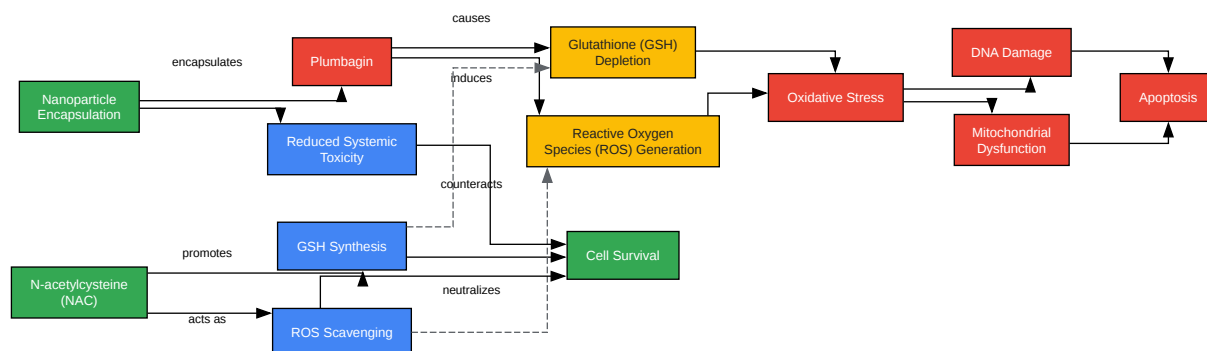 causes
Glutathione (GSH)
Depletion
encapsulates
Plumbagin
induces
DNA Damage
Nanoparticle
Encapsulation
Oxidative Stress
Apoptosis
Reduced Systemic
Toxicity
Reactive Oxygen
Species (ROS) Generation
Mitochondrial
Dysfunction
counteracts
GSH Synthesis
Cell Survival
promotes
N-acetylcysteine
(NAC)
neutralizes
acts as
ROS Scavenging